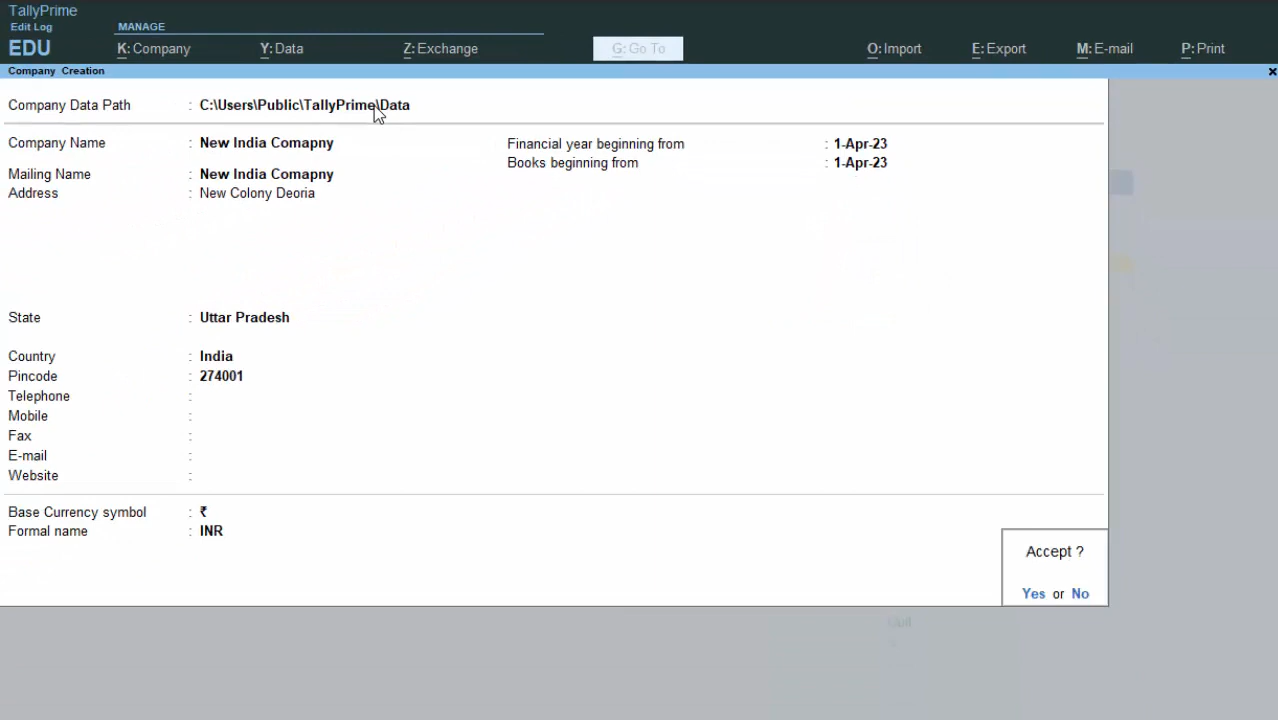 TallyPrime
Edit Log
EDU
MANAGE
K: Company Y: Data Z: Exchange G: Go To O: Import E: Export M: E-mail P: Print
Company Creation ×
Company Data Path : C:\Users\Public\TallyPrime\Data
Company Name : New India Comapny Financial year beginning from : 1-Apr-23
Books beginning from : 1-Apr-23
Mailing Name : New India Comapny
Address : New Colony Deoria
State : Uttar Pradesh
Country : India
Pincode : 274001
Telephone :
Mobile :
Fax :
E-mail :
Website :
Base Currency symbol : ₹
Formal name : INR
Accept ?
Yes or No